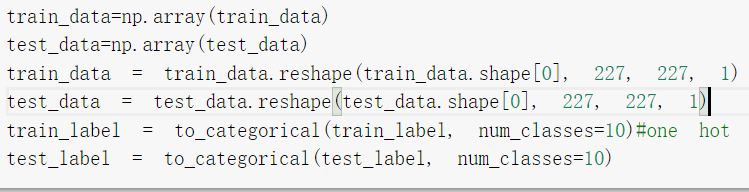 train_data=np.array(train_data)
test_data=np.array(test_data)
train_data = train_data.reshape(train_data.shape[0], 227, 227, 1)
test_data = test_data.reshape(test_data.shape[0], 227, 227, 1)
train_label = to_categorical(train_label, num_classes=10)#one hot
test_label = to_categorical(test_label, num_classes=10)